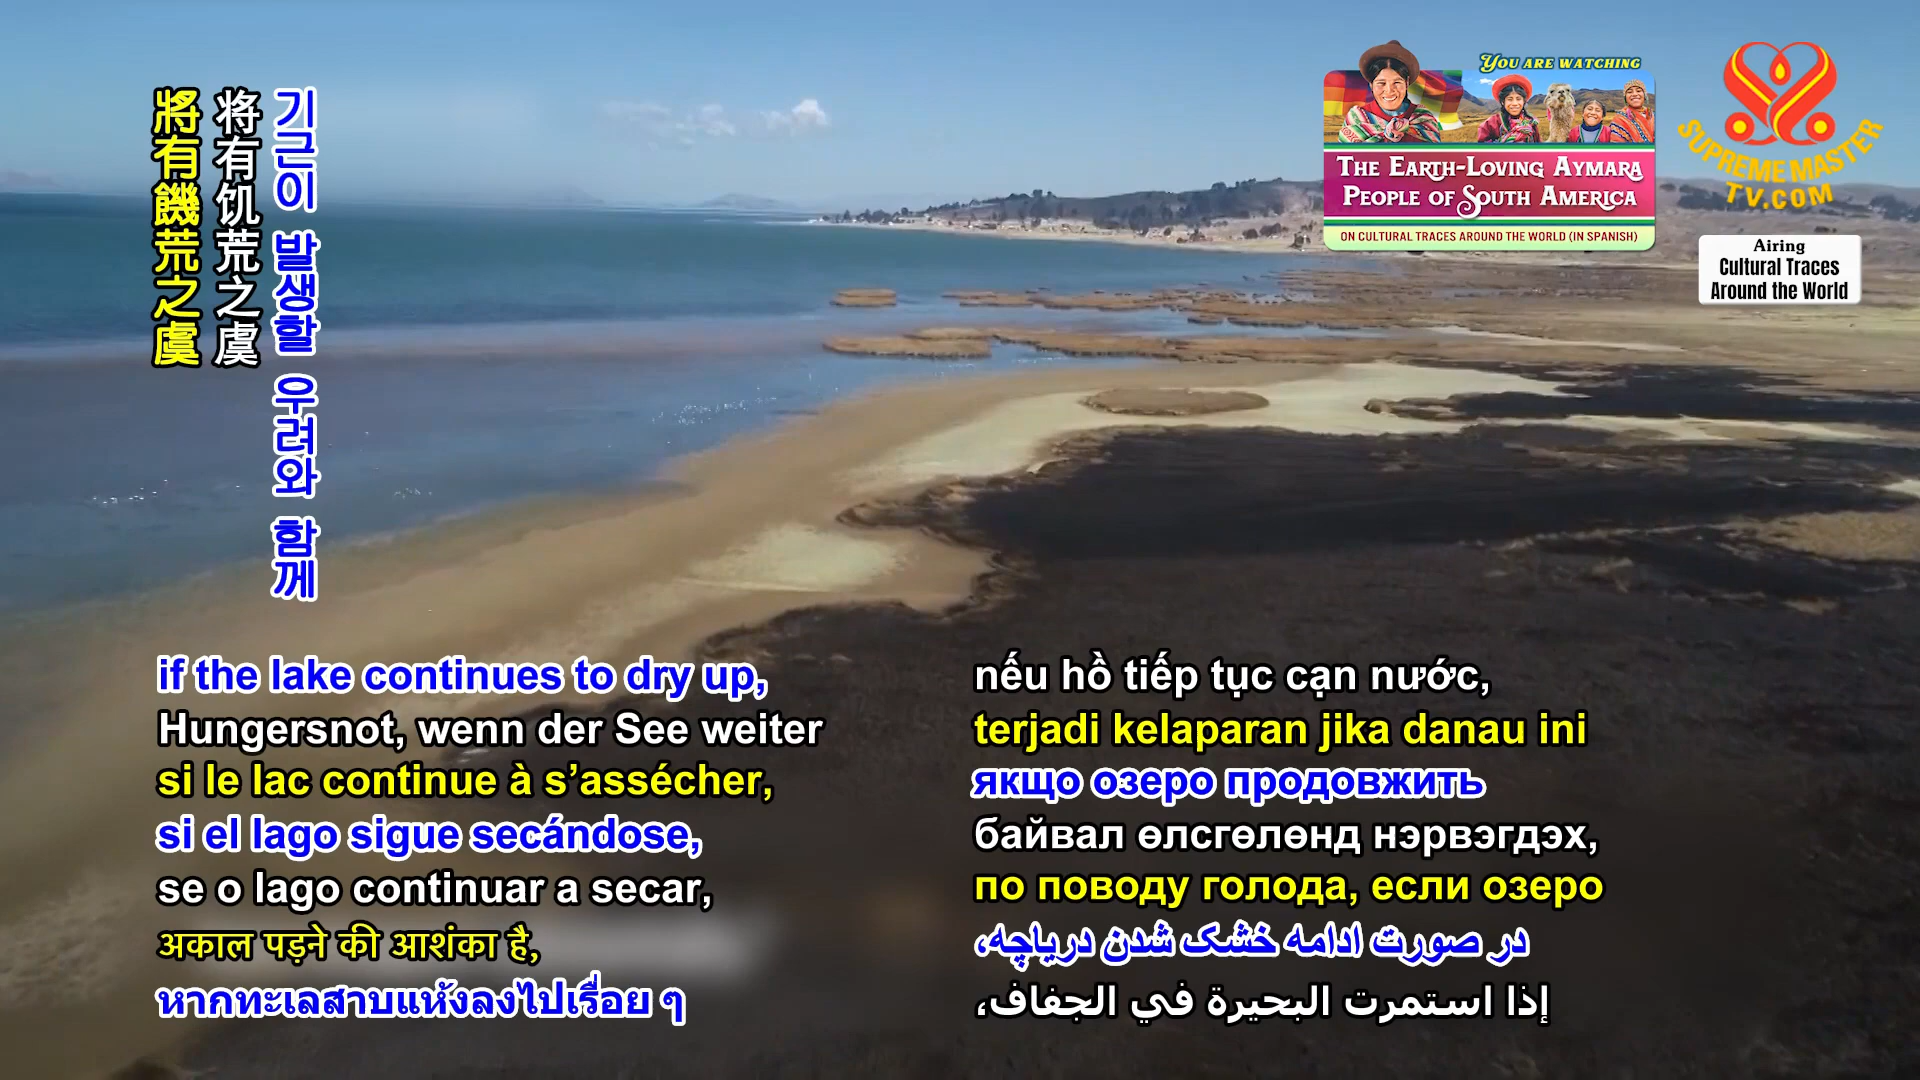 將有饑荒之虞
将有饥荒之虞
기근이 발생할 우려와 함께
YOU ARE WATCHING
THE EARTH-LOVING AYMARA
PEOPLE OF SOUTH AMERICA
ON CULTURAL TRACES AROUND THE WORLD (IN SPANISH)
SUPREME MASTER
TV.COM
Airing
Cultural Traces
Around the World
if the lake continues to dry up,
Hungersnot, wenn der See weiter
si le lac continue à s’assécher,
si el lago sigue secándose,
se o lago continuar a secar,
अकाल पड़ने की आशंका है,
หากทะเลสาบแห้งลงไปเรื่อย ๆ
nếu hồ tiếp tục cạn nước,
terjadi kelaparan jika danau ini
якщо озеро продовжить
байвал өлсгөлөнд нэрвэгдэх,
по поводу голода, если озеро
در صورت ادامه خشک شدن دریاچه،
إذا استمرت البحيرة في الجفاف،